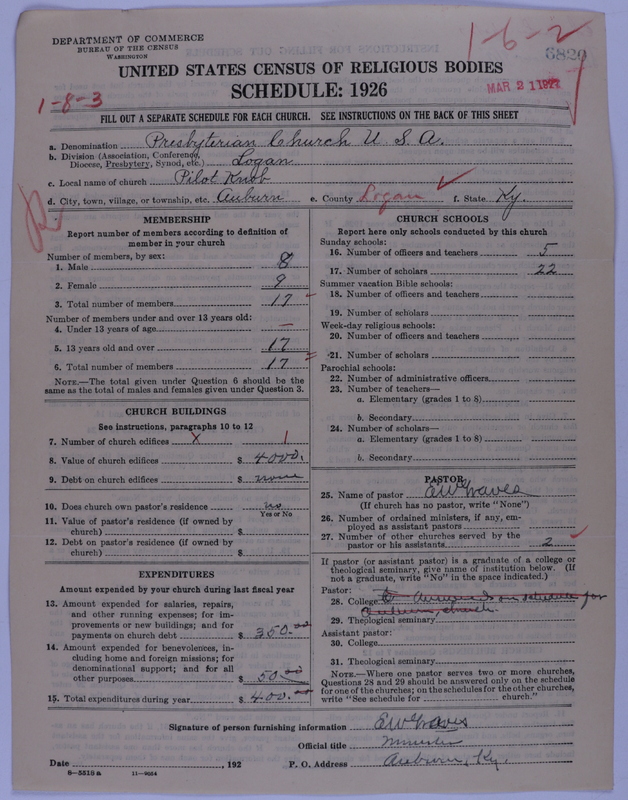 DEPARTMENT OF COMMERCE
BUREAU OF THE CENSUS
WASHINGTON
1-6-2
6820
UNITED STATES CENSUS OF RELIGIOUS BODIES
MAR 21 1927
1-8-3
SCHEDULE: 1926
FILL OUT A SEPARATE SCHEDULE FOR EACH CHURCH. SEE INSTRUCTIONS ON THE BACK OF THIS SHEET
a. Denomination Presbyterian Church U. S. A.
b. Division (Association, Conference, Diocese, Presbytery, Synod, etc.) Logan
c. Local name of church Pilot Knob
d. City, town, village, or township, etc. Auburn e. County Logan f. State Ky.
MEMBERSHIP
Report number of members according to definition of
member in your church
Number of members, by sex:
1. Male 8
2. Female 9
3. Total number of members 17
Number of members under and over 13 years old:
4. Under 13 years of age —
5. 13 years old and over 17
6. Total number of members 17
NOTE.—The total given under Question 6 should be the
same as the total of males and females given under Question 3.
CHURCH BUILDINGS
See instructions, paragraphs 10 to 12
7. Number of church edifices x 1
8. Value of church edifices $ 4000.
9. Debt on church edifices $ none
10. Does church own pastor's residence no
Yes or No
11. Value of pastor's residence (if owned by
church) $
12. Debt on pastor's residence (if owned by
church) $
EXPENDITURES
Amount expended by your church during last fiscal year
13. Amount expended for salaries, repairs,
and other running expenses; for im-
provements or new buildings; and for
payments on church debt $ 350.00
14. Amount expended for benevolences, in-
cluding home and foreign missions; for
denominational support; and for all
other purposes $ 50.00
15. Total expenditures during year $ 400.00
CHURCH SCHOOLS
Report here only schools conducted by this church
Sunday schools:
16. Number of officers and teachers 5
17. Number of scholars 22
Summer vacation Bible schools:
18. Number of officers and teachers
19. Number of scholars
Week-day religious schools:
20. Number of officers and teachers
21. Number of scholars
Parochial schools:
22. Number of administrative officers
23. Number of teachers—
a. Elementary (grades 1 to 8)
b. Secondary
24. Number of scholars—
a. Elementary (grades 1 to 8)
b. Secondary
PASTOR
25. Name of pastor E W Graves
(If church has no pastor, write "None")
26. Number of ordained ministers, if any, em-
ployed as assistant pastors
27. Number of other churches served by the
pastor or his assistants 2
If pastor (or assistant pastor) is a graduate of a college or
theological seminary, give name of institution below. (If
not a graduate, write "No" in the space indicated.)
Pastor:
28. College on schedule for
Auburn church.
29. Theological seminary
Assistant pastor:
30. College
31. Theological seminary
NOTE.—Where one pastor serves two or more churches,
Questions 28 and 29 should be answered only on the schedule
for one of the churches; on the schedules for the other churches,
write "See schedule for church."
Signature of person furnishing information E W Graves
Official title Minister
Date , 192 P. O. Address Auburn, Ky.
8-5519 a 11-9054